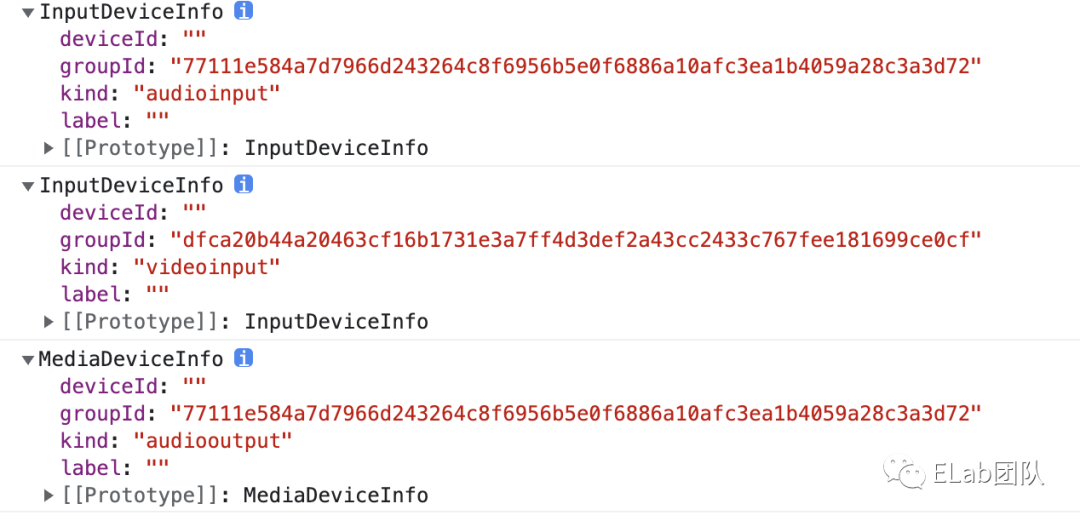 ▼InputDeviceInfo i
deviceId: ""
groupId: "77111e584a7d7966d243264c8f6956b5e0f6886a10afc3ea1b4059a28c3a3d72"
kind: "audioinput"
label: ""
▶[[Prototype]]: InputDeviceInfo
▼InputDeviceInfo i
deviceId: ""
groupId: "dfca20b44a20463cf16b1731e3a7ff4d3def2a43cc2433c767fee181699ce0cf"
kind: "videoinput"
label: ""
▶[[Prototype]]: InputDeviceInfo
▼MediaDeviceInfo i
deviceId: ""
groupId: "77111e584a7d7966d243264c8f6956b5e0f6886a10afc3ea1b4059a28c3a3d72"
kind: "audiooutput"
label: ""
ELab团队
▶[[Prototype]]: MediaDeviceInfo